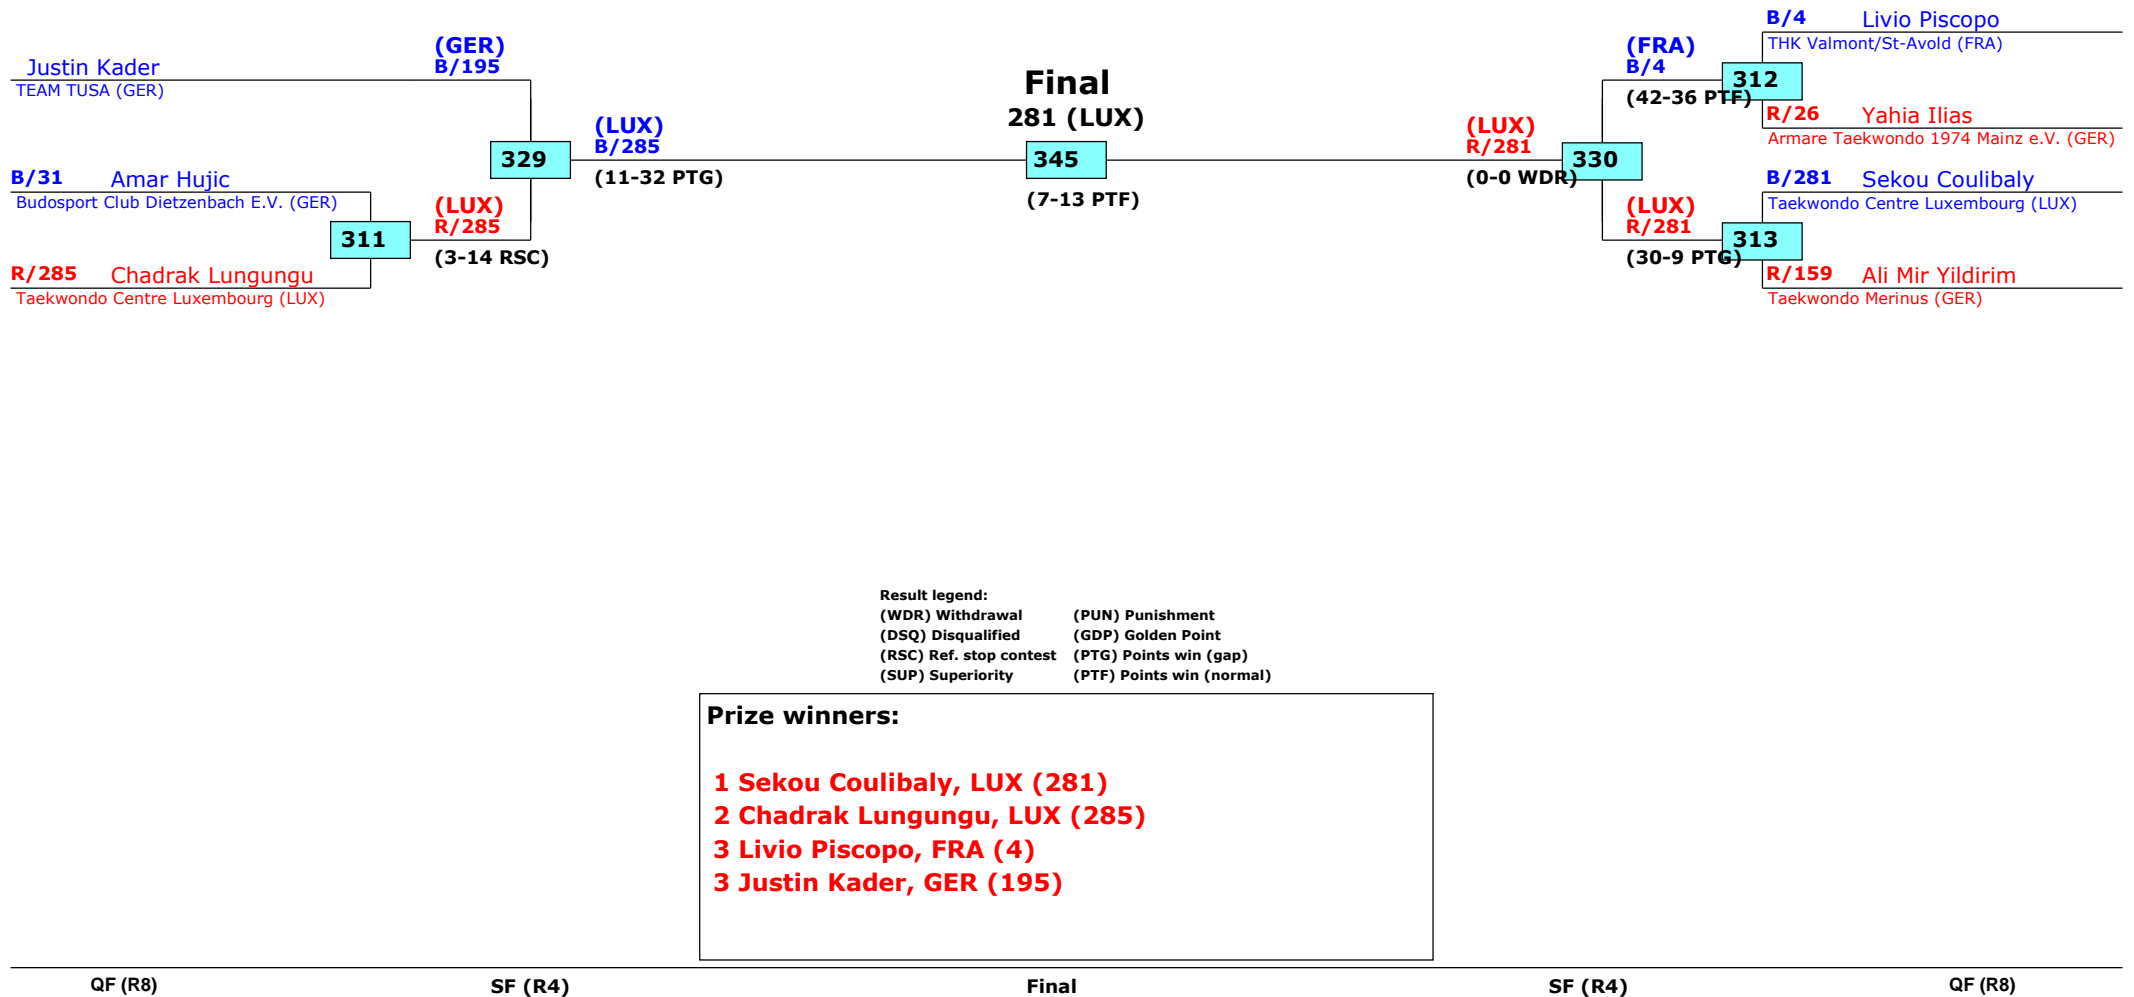 Justin Kader
TEAM TUSA (GER)
B/31 Amar Hujic
Budosport Club Dietzenbach E.V. (GER)
R/285 Chadrak Lungungu
Taekwondo Centre Luxembourg (LUX)
311
(GER)
B/195
(LUX)
R/285
(3-14 RSC)
329
(LUX)
B/285
(11-32 PTG)
Final
281 (LUX)
345
(7-13 PTF)
(LUX)
R/281
(0-0 WDR)
330
(FRA)
B/4
(42-36 PTF)
(LUX)
R/281
(30-9 PTG)
312
313
B/4 Livio Piscopo
THK Valmont/St-Avold (FRA)
R/26 Yahia Ilias
Armare Taekwondo 1974 Mainz e.V. (GER)
B/281 Sekou Coulibaly
Taekwondo Centre Luxembourg (LUX)
R/159 Ali Mir Yildirim
Taekwondo Merinus (GER)
Result legend:
(WDR) Withdrawal (PUN) Punishment
(DSQ) Disqualified (GDP) Golden Point
(RSC) Ref. stop contest (PTG) Points win (gap)
(SUP) Superiority (PTF) Points win (normal)
Prize winners:
1 Sekou Coulibaly, LUX (281)
2 Chadrak Lungungu, LUX (285)
3 Livio Piscopo, FRA (4)
3 Justin Kader, GER (195)
QF (R8) SF (R4) Final SF (R4) QF (R8)